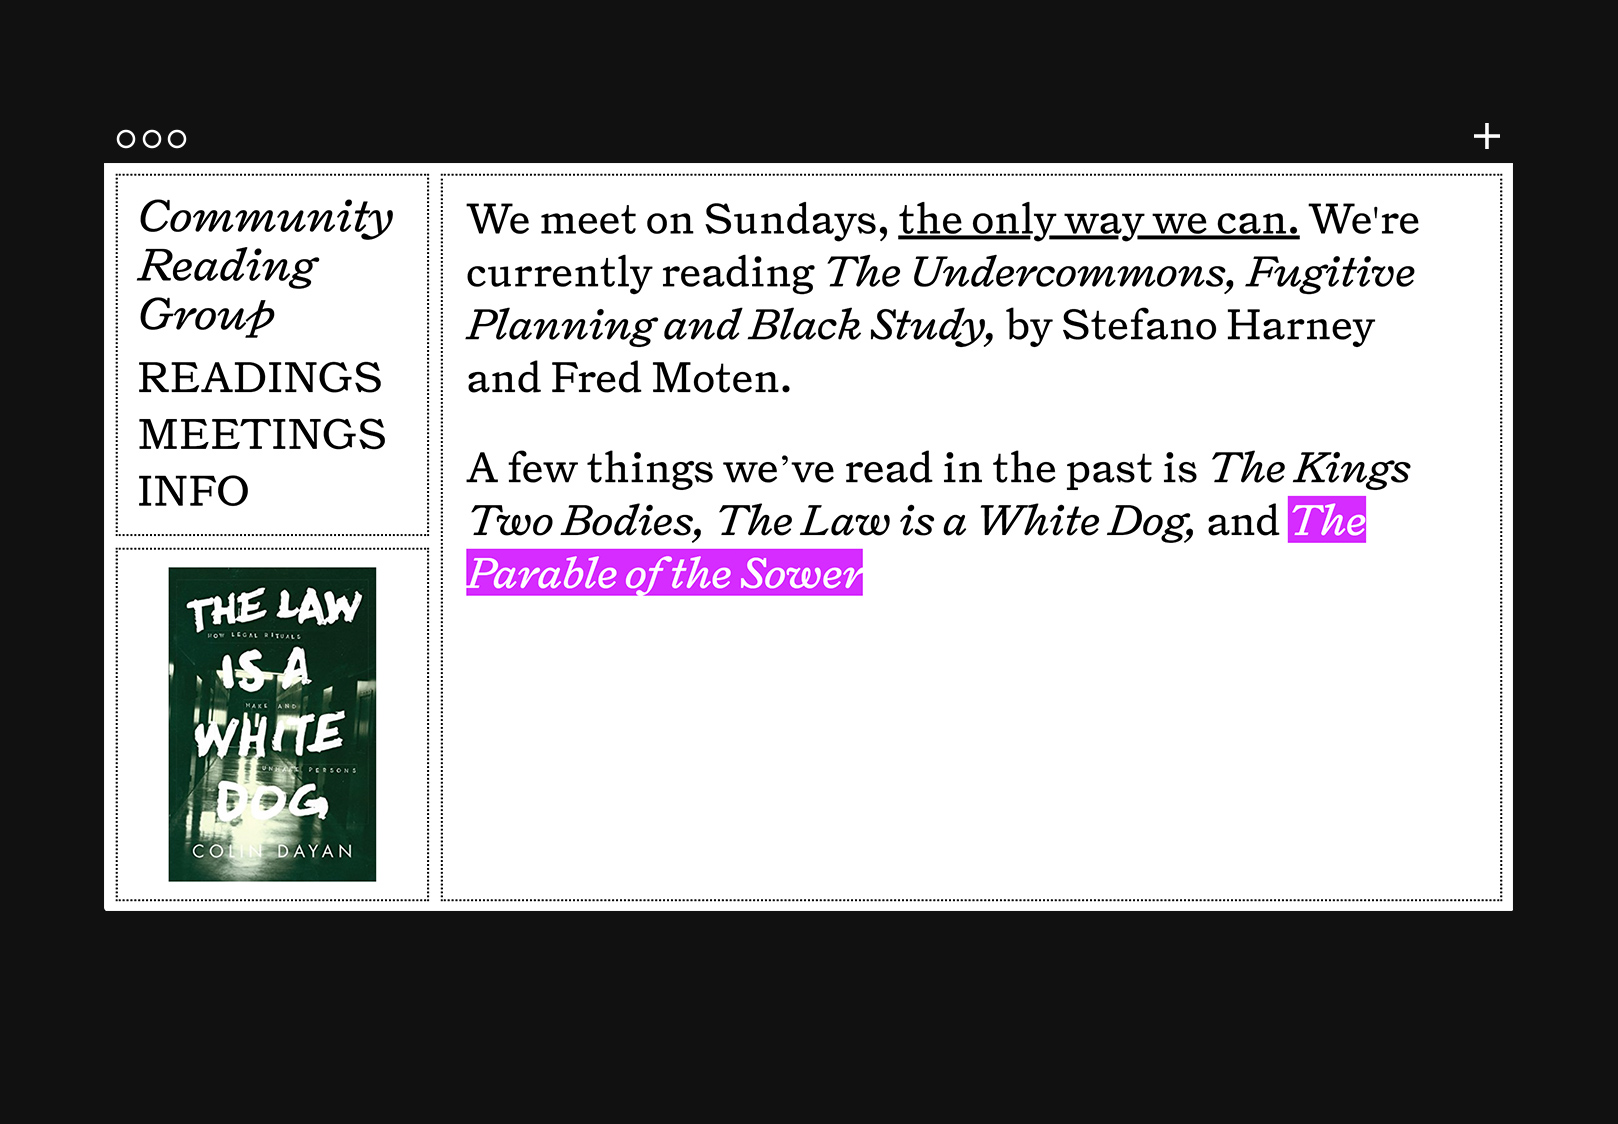 Community
Reading
Group
READINGS
MEETINGS
INFO
THE LAW
HOW LEGAL RITUALS
IS A
MAKE AND
WHITE
UNMAKE PERSONS
DOG
COLIN DAYAN
We meet on Sundays, the only way we can. We're
currently reading The Undercommons, Fugitive
Planning and Black Study, by Stefano Harney
and Fred Moten.
A few things we’ve read in the past is The Kings
Two Bodies, The Law is a White Dog, and The
Parable of the Sower